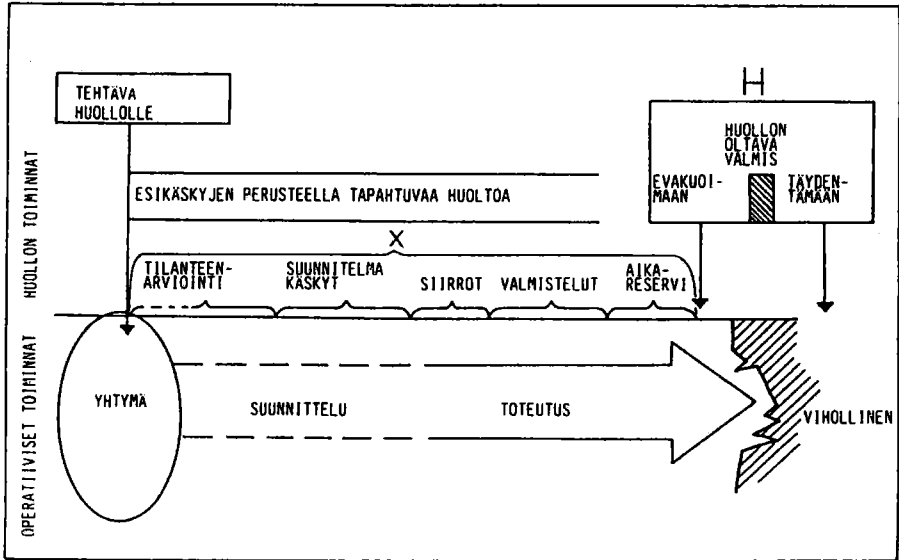 TEHTÄVA
HUOLLOLLE
H
HUOLLON
OLTAVA
VALMIS
EVAKUOI-
MAAN
TÄYDEN-
TÄMÄÄN
HUOLLON TOIMINNAT
ESIKÄSKYJEN PERUSTEELLA TAPAHTUVAA HUOLTOA
X
TILANTEEN-
ARVIOINTI
SUUNNITELMA
KÄSKYT
SIIRROT
VALMISTELUT
AIKA-
RESERVI
OPERATIIVISET TOIMINNAT
YHTYMÄ
SUUNNITTELU
TOTEUTUS
VIHOLLINEN